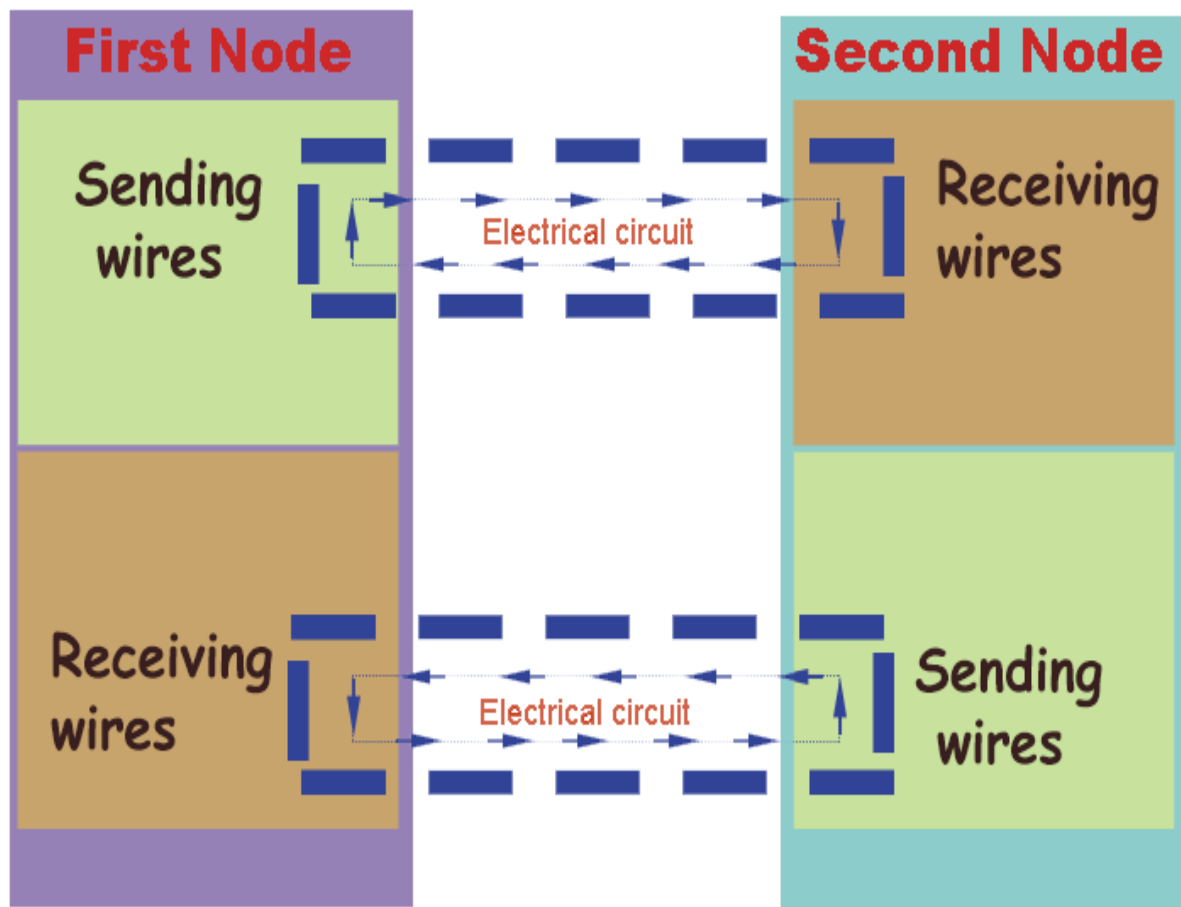 First Node
Second Node
Sending
wires
Electrical circuit
Receiving
wires
Receiving
wires
Electrical circuit
Sending
wires